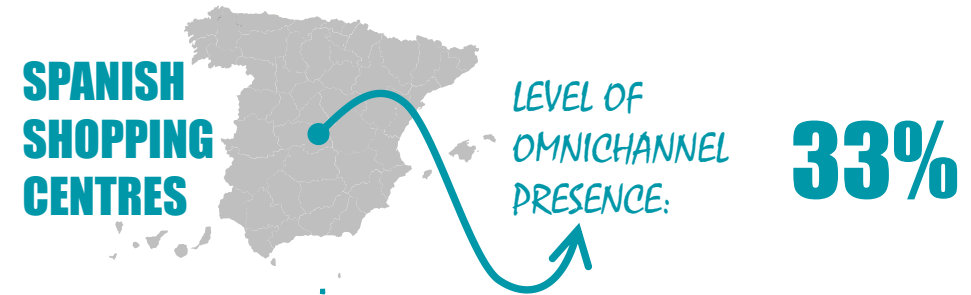 SPANISH
SHOPPING
CENTRES
LEVEL OF
OMNICHANNEL
PRESENCE:
33%